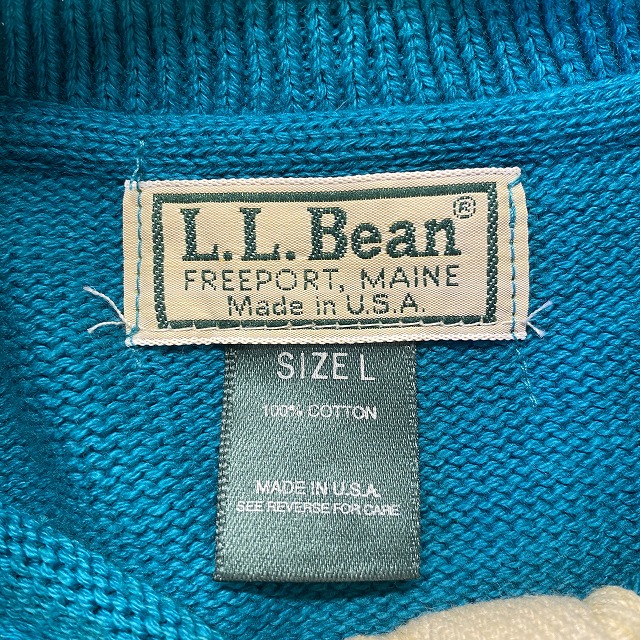 L.L.Bean®
FREEPORT, MAINE
Made in U.S.A.
SIZE L
100% COTTON
MADE IN U.S.A.
SEE REVERSE FOR CARE